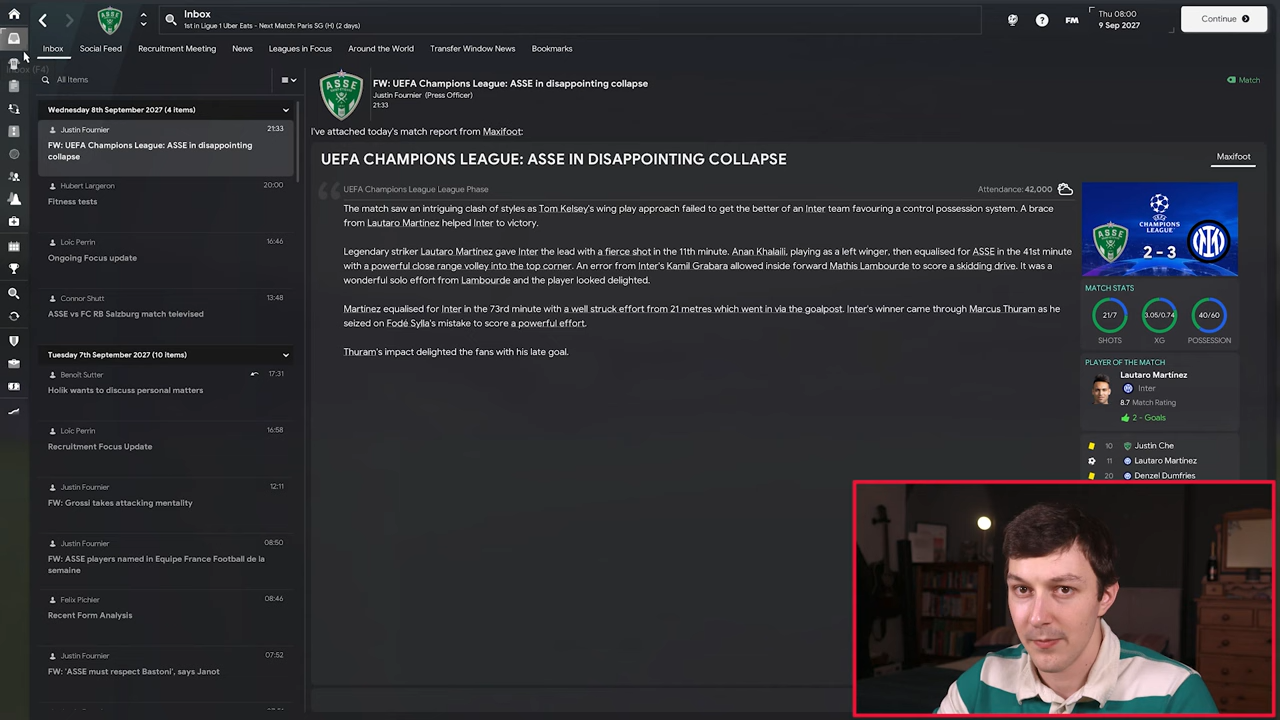 Inbox
1st in Ligue 1 Uber Eats - Next Match: Paris SG (H) (2 days)
FM
Thu 08:00
9 Sep 2027
Continue
Inbox
Social Feed
Recruitment Meeting
News
Leagues in Focus
Around the World
Transfer Window News
Bookmarks
Inbox (F4)
All Items
Wednesday 8th September 2027 (4 items)
Justin Fournier 21:33
FW: UEFA Champions League: ASSE in disappointing
collapse
Hubert Largeron 20:00
Fitness tests
Loïc Perrin 16:46
Ongoing Focus update
Connor Shutt 13:48
ASSE vs FC RB Salzburg match televised
Tuesday 7th September 2027 (10 items)
Benoît Sutter 17:31
Holik wants to discuss personal matters
Loïc Perrin 16:58
Recruitment Focus Update
Justin Fournier 12:11
FW: Grossi takes attacking mentality
Justin Fournier 08:50
FW: ASSE players named in Equipe France Football de la
semaine
Felix Pichler 08:46
Recent Form Analysis
Justin Fournier 07:52
FW: 'ASSE must respect Bastoni', says Janot
ASSE
FW: UEFA Champions League: ASSE in disappointing collapse
Justin Fournier (Press Officer)
21:33
Match
I've attached today's match report from Maxifoot:
UEFA CHAMPIONS LEAGUE: ASSE IN DISAPPOINTING COLLAPSE
Maxifoot
UEFA Champions League League Phase
Attendance: 42,000
The match saw an intriguing clash of styles as Tom Kelsey's wing play approach failed to get the better of an Inter team favouring a control possession system. A brace
from Lautaro Martínez helped Inter to victory.
Legendary striker Lautaro Martínez gave Inter the lead with a fierce shot in the 11th minute. Anan Khalaili, playing as a left winger, then equalised for ASSE in the 41st minute
with a powerful close range volley into the top corner. An error from Inter's Kamil Grabara allowed inside forward Mathis Lambourde to score a skidding drive. It was a
wonderful solo effort from Lambourde and the player looked delighted.
Martínez equalised for Inter in the 73rd minute with a well struck effort from 21 metres which went in via the goalpost. Inter's winner came through Marcus Thuram as he
seized on Fodé Sylla's mistake to score a powerful effort.
Thuram's impact delighted the fans with his late goal.
CHAMPIONS
LEAGUE
ASSE
2 - 3
MATCH STATS
21/7
3.05/0.74
40/60
SHOTS
XG
POSSESSION
PLAYER OF THE MATCH
Lautaro Martínez
Inter
8.7 Match Rating
2 - Goals
10 Justin Che
11 Lautaro Martínez
20 Denzel Dumfries